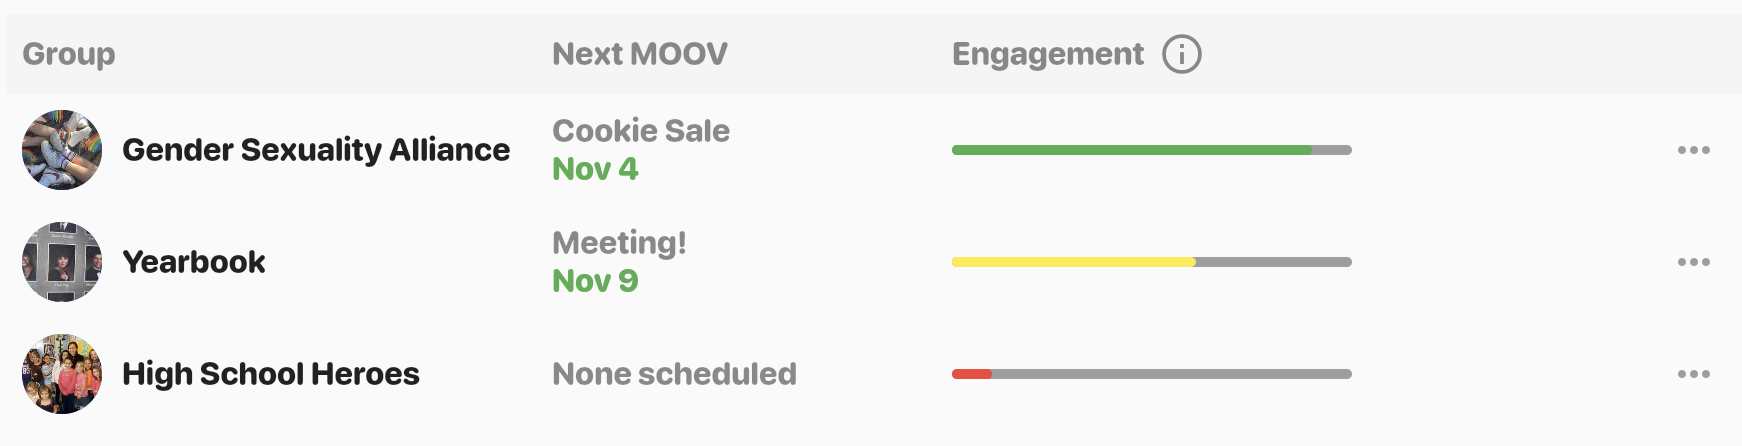 Group
Next MOOV
Engagement
Gender Sexuality Alliance
Cookie Sale
Nov 4
Yearbook
Meeting!
Nov 9
High School Heroes
None scheduled